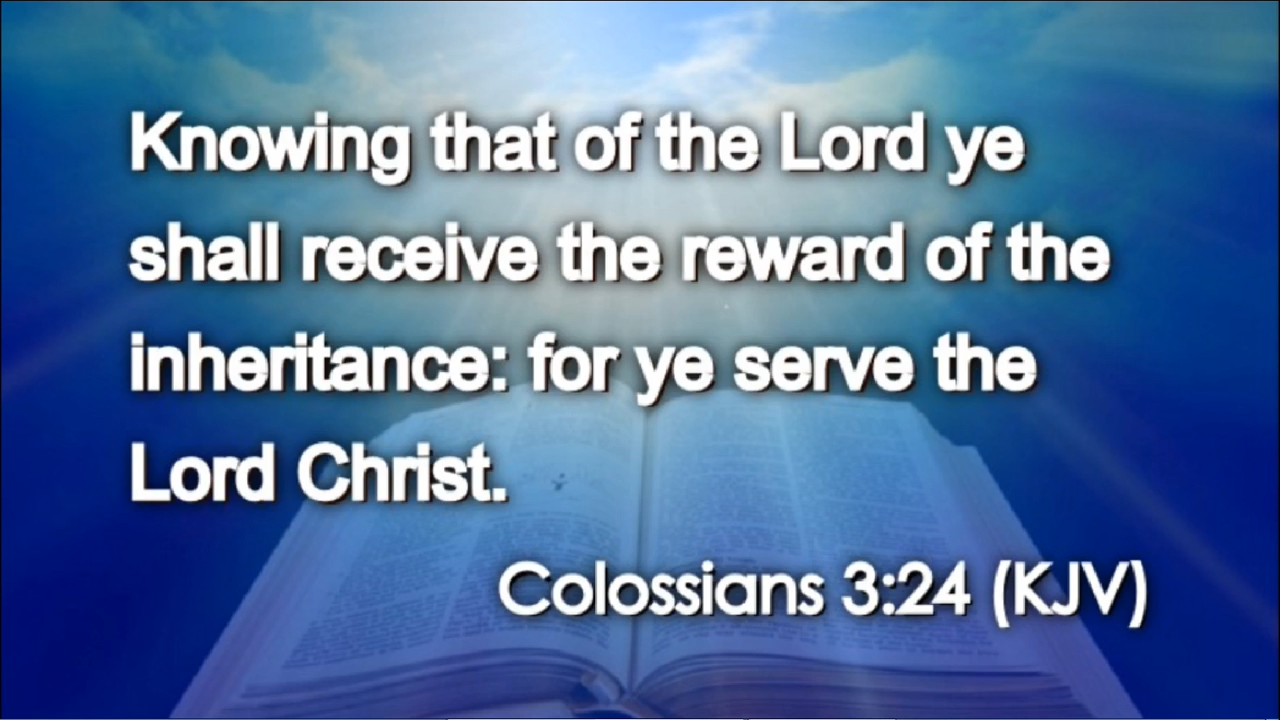 Knowing that of the Lord ye
shall receive the reward of the
inheritance: for ye serve the
Lord Christ.
Colossians 3:24 (KJV)